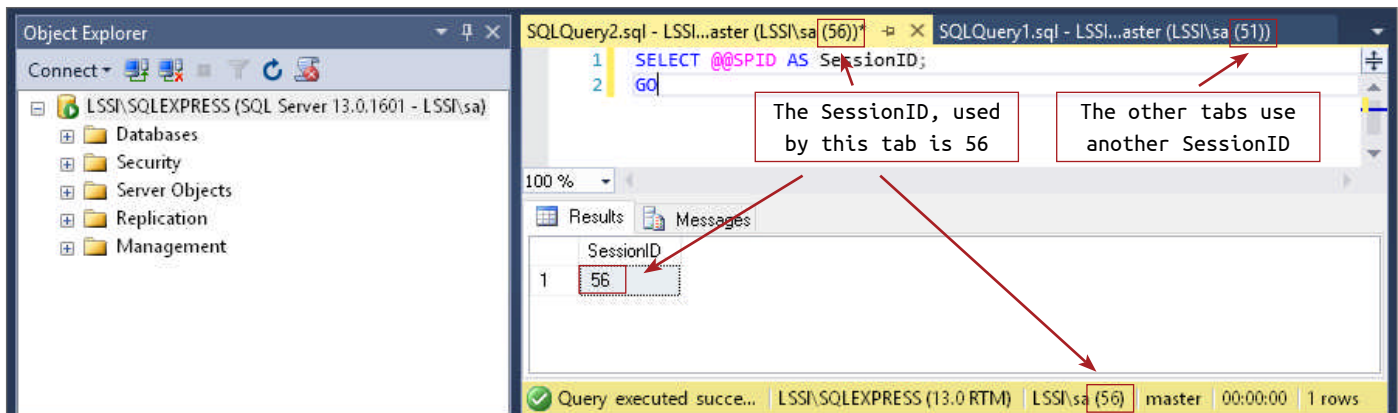 Object Explorer
Connect
LSSI\SQLEXPRESS (SQL Server 13.0.1601 - LSSI\sa)
Databases
Security
Server Objects
Replication
Management
SQLQuery2.sql - LSSI...aster (LSSI\sa (56))*
SQLQuery1.sql - LSSI...aster (LSSI\sa (51))
1 SELECT @@SPID AS SessionID;
2 GO
The SessionID, used
by this tab is 56
The other tabs use
another SessionID
100 %
Results Messages
SessionID
1 56
Query executed succe... LSSI\SQLEXPRESS (13.0 RTM) LSSI\sa (56) master 00:00:00 1 rows